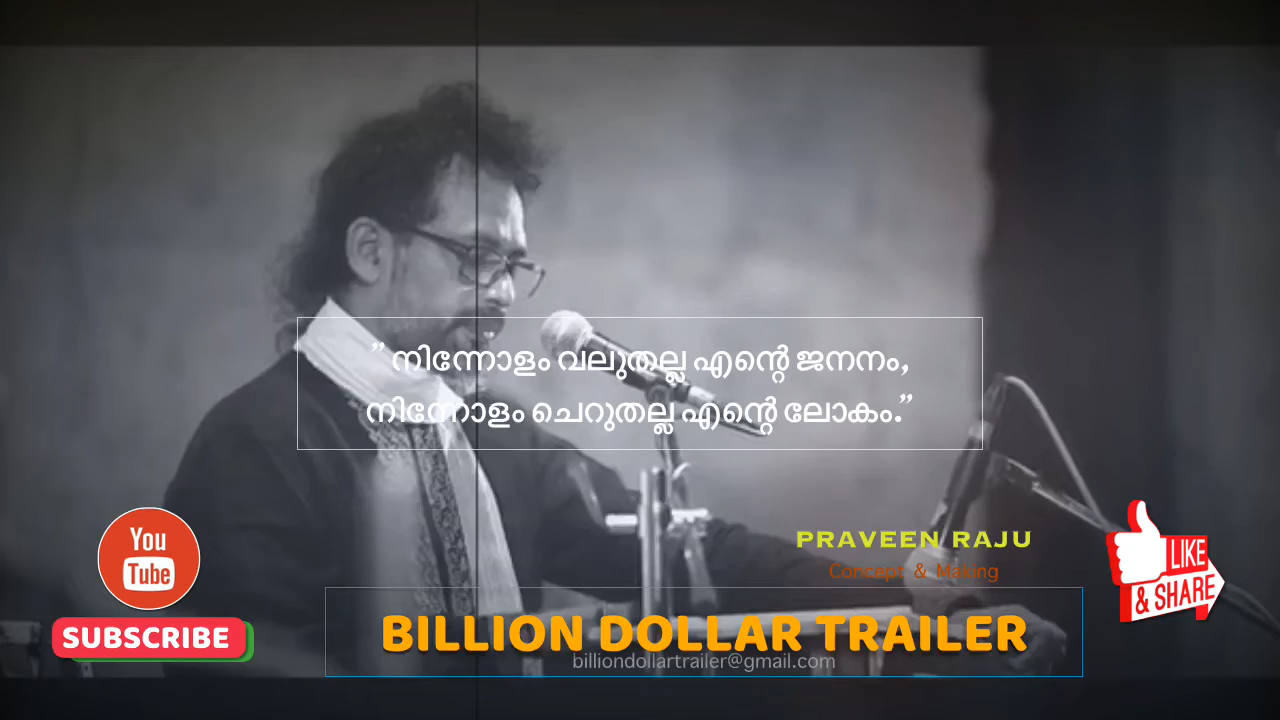 ” നിന്നോളം വലുതല്ല എന്റെ ജനനം,
നിന്നോളം ചെറുതല്ല എന്റെ ലോകം.”
You
Tube
SUBSCRIBE
PRAVEEN RAJU
Concept & Making
LIKE
& SHARE
BILLION DOLLAR TRAILER
billiondollartrailer@gmail.com